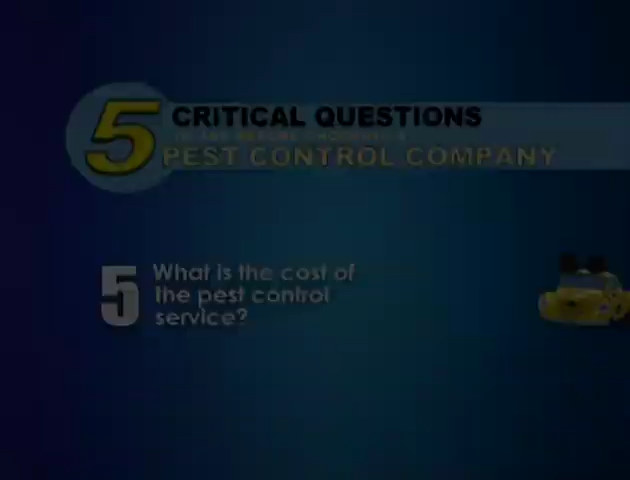 5
CRITICAL QUESTIONS
PEST CONTROL COMPANY
5
What is the cost of
the pest control
service?